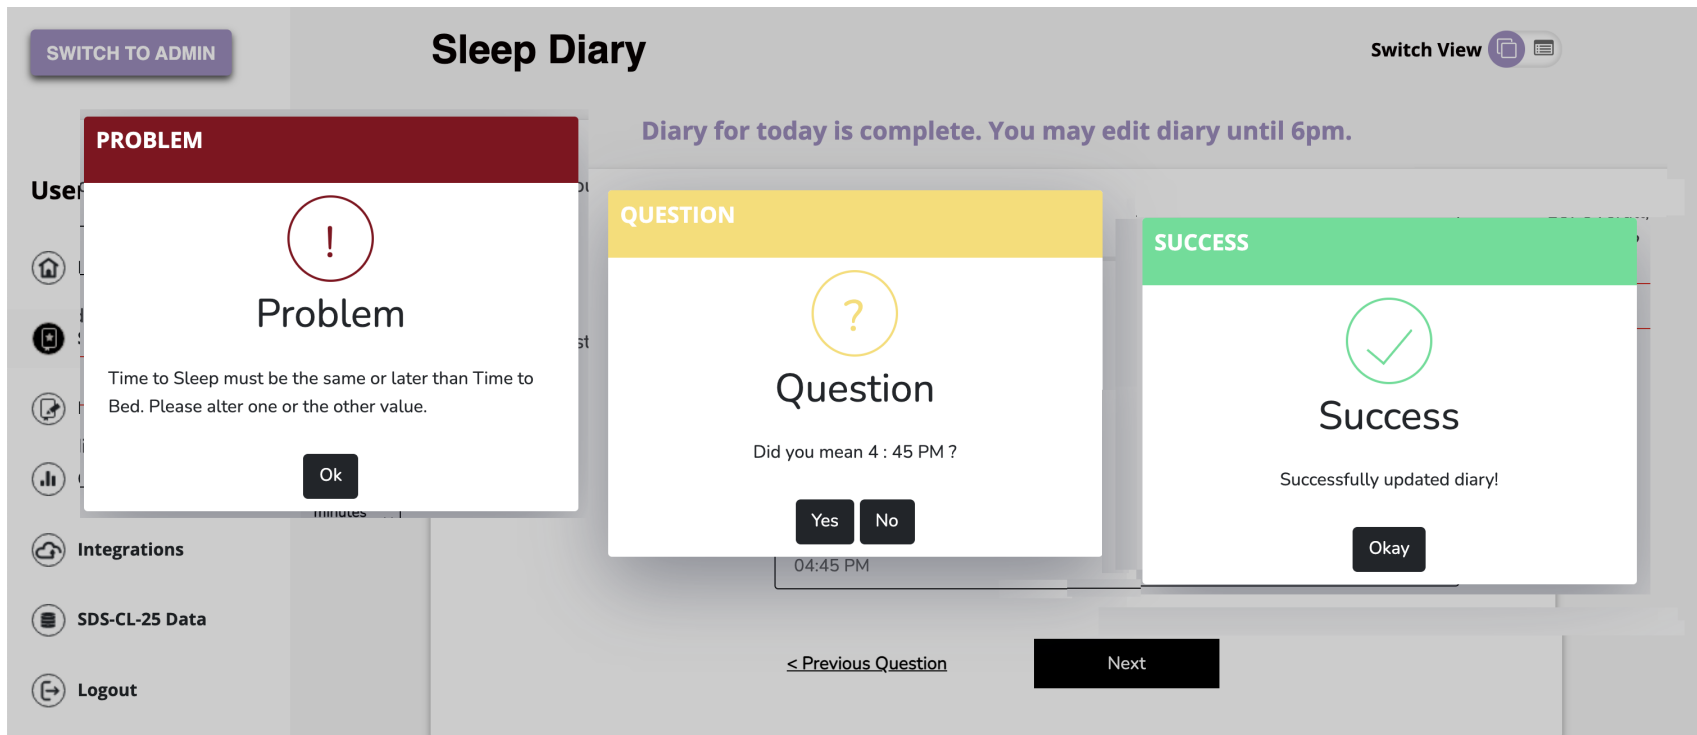 SWITCH TO ADMIN
Sleep Diary
Switch View
Diary for today is complete. You may edit diary until 6pm.
PROBLEM
!
Problem
Time to Sleep must be the same or later than Time to
Bed. Please alter one or the other value.
Ok
minutes
QUESTION
?
Question
Did you mean 4 : 45 PM ?
Yes No
04:45 PM
SUCCESS
Success
Successfully updated diary!
Okay
Integrations
SDS-CL-25 Data
Logout
< Previous Question
Next